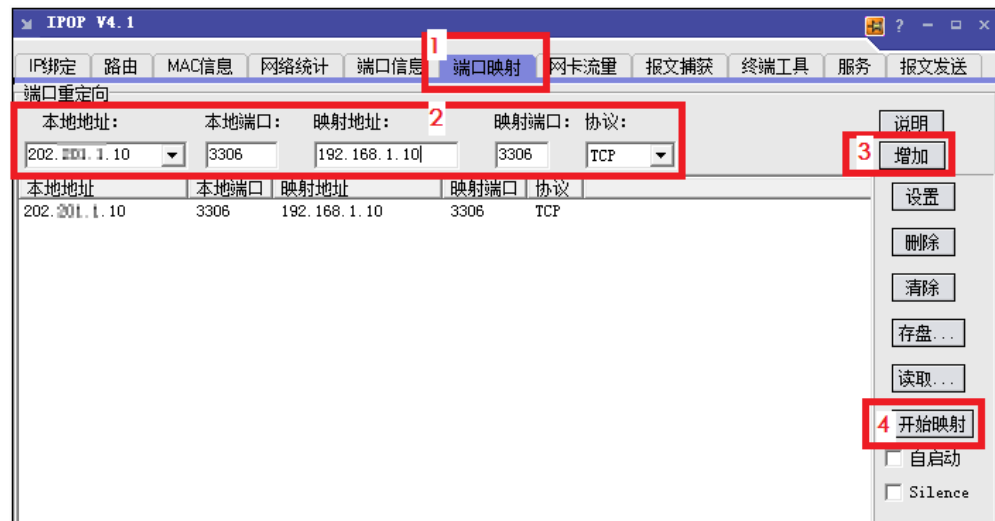 IPOP V4.1
?
1
IP绑定 路由 MAC信息 网络统计 端口信息 端口映射 网卡流量 报文捕获 终端工具 服务 报文发送
端口重定向
2
本地地址: 本地端口: 映射地址: 映射端口: 协议:
说明
202. .10 3306 192.168.1.10 3306 TCP
3 增加
本地地址 本地端口 映射地址 映射端口 协议
设置
202. .10 3306 192.168.1.10 3306 TCP
删除
清除
存盘...
读取...
4 开始映射
自启动
Silence